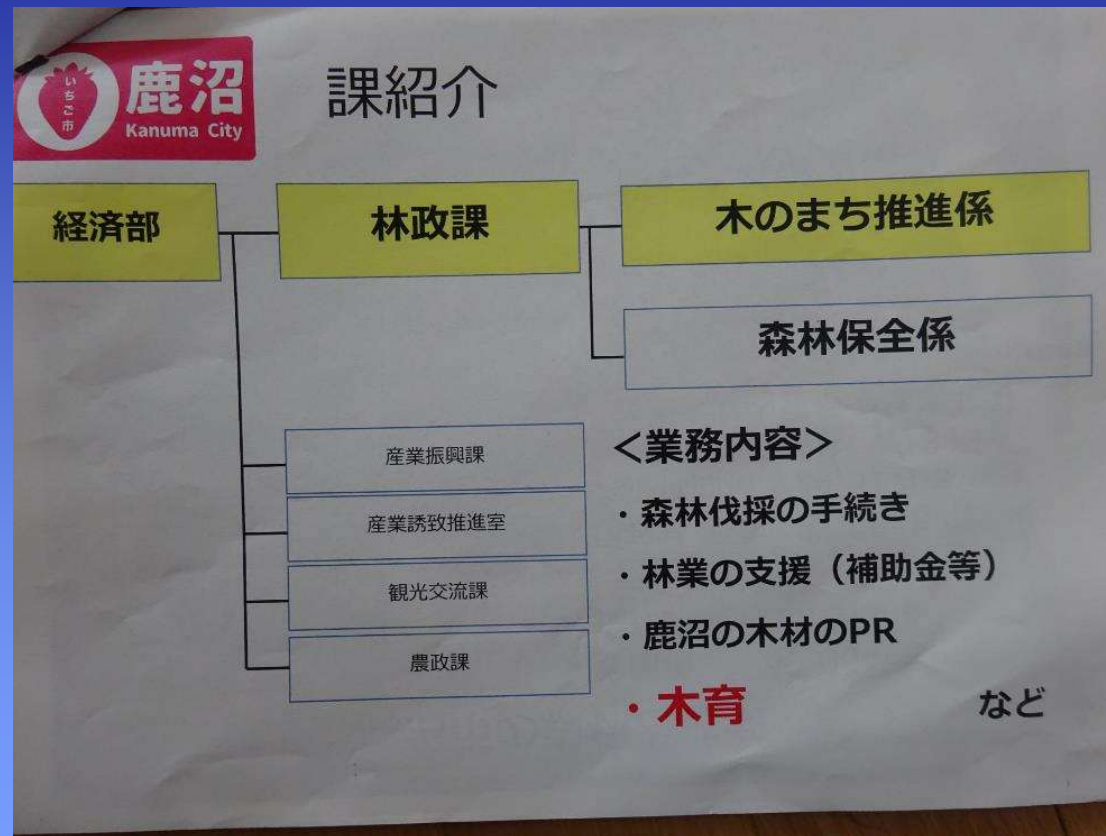 いちご市
鹿沼
Kanuma City
課紹介
経済部
林政課
木のまち推進係
森林保全係
産業振興課
産業誘致推進室
観光交流課
農政課
<業務内容>
・森林伐採の手続き
・林業の支援（補助金等）
・鹿沼の木材のPR
・木育 など